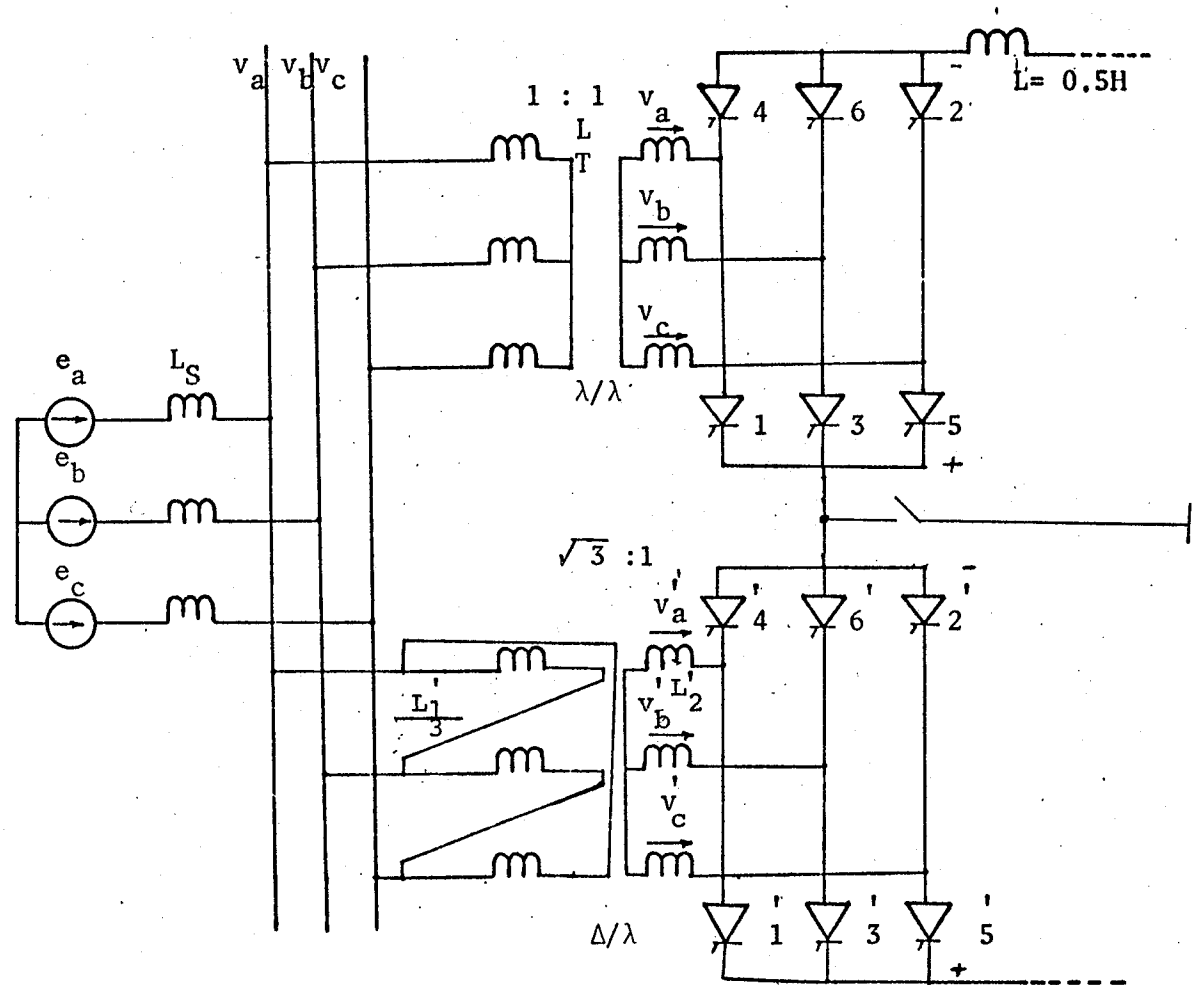 v_a v_b v_c
1 : 1 v_a
L_T
L= 0.5H
4 6 2
v_b
v_c
λ/λ
e_a L_S
1 3 5
+
-
e_b
e_c
√3 :1
v_a'
4' 6' 2'
-
L_1'/3
L_2'
v_b'
v_c'
Δ/λ
1' 3' 5'
+